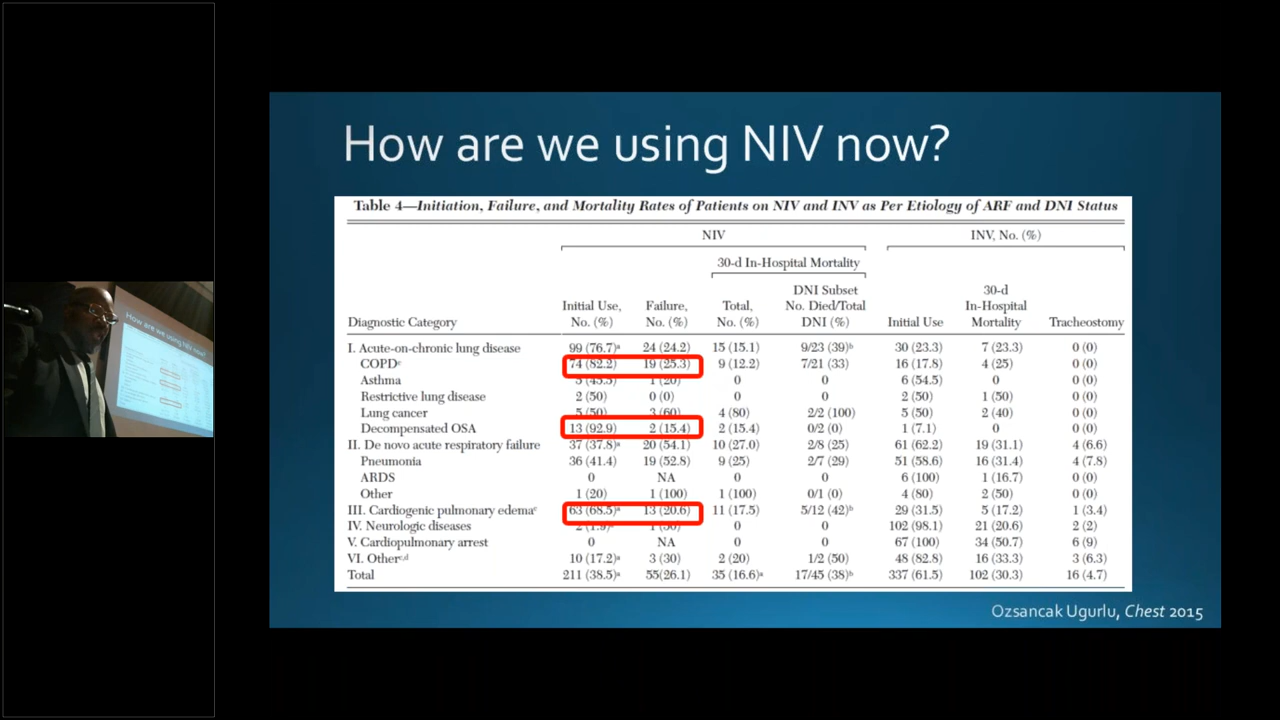 How are we using NIV now?
Table 4—Initiation, Failure, and Mortality Rates of Patients on NIV and INV as Per Etiology of ARF and DNI Status
NIV INV, No. (%)
30-d In-Hospital Mortality
DNI Subset 30-d
Initial Use, Failure, Total, No. Died/Total In-Hospital
Diagnostic Category No. (%) No. (%) No. (%) DNI (%) Initial Use Mortality Tracheostomy
I. Acute-on-chronic lung disease 99 (76.7)ᵃ 24 (24.2) 15 (15.1) 9/23 (39)ᵇ 30 (23.3) 7 (23.3) 0 (0)
COPDᶜ 74 (82.2) 19 (25.3) 9 (12.2) 7/21 (33) 16 (17.8) 4 (25) 0 (0)
Asthma 5 (45.5) 1 (20) 0 0 6 (54.5) 0 0 (0)
Restrictive lung disease 2 (50) 0 (0) 0 0 2 (50) 1 (50) 0 (0)
Lung cancer 5 (50) 3 (60) 4 (80) 2/2 (100) 5 (50) 2 (40) 0 (0)
Decompensated OSA 13 (92.9) 2 (15.4) 2 (15.4) 0/2 (0) 1 (7.1) 0 0 (0)
II. De novo acute respiratory failure 37 (37.8)ᵃ 20 (54.1) 10 (27.0) 2/8 (25) 61 (62.2) 19 (31.1) 4 (6.6)
Pneumonia 36 (41.4) 19 (52.8) 9 (25) 2/7 (29) 51 (58.6) 16 (31.4) 4 (7.8)
ARDS 0 NA 0 0 6 (100) 1 (16.7) 0 (0)
Other 1 (20) 1 (100) 1 (100) 0/1 (0) 4 (80) 2 (50) 0 (0)
III. Cardiogenic pulmonary edemaᶜ 63 (68.5)ᵃ 13 (20.6) 11 (17.5) 5/12 (42)ᵇ 29 (31.5) 5 (17.2) 1 (3.4)
IV. Neurologic diseases 2 (1.9) 1 (50) 0 0 102 (98.1) 21 (20.6) 2 (2)
V. Cardiopulmonary arrest 0 NA 0 0 67 (100) 34 (50.7) 6 (9)
VI. Otherᶜ,ᵈ 10 (17.2)ᵃ 3 (30) 2 (20) 1/2 (50) 48 (82.8) 16 (33.3) 3 (6.3)
Total 211 (38.5)ᵃ 55(26.1) 35 (16.6)ᵃ 17/45 (38)ᵇ 337 (61.5) 102 (30.3) 16 (4.7)
Ozsancak Ugurlu, Chest 2015
How are we using NIV now?